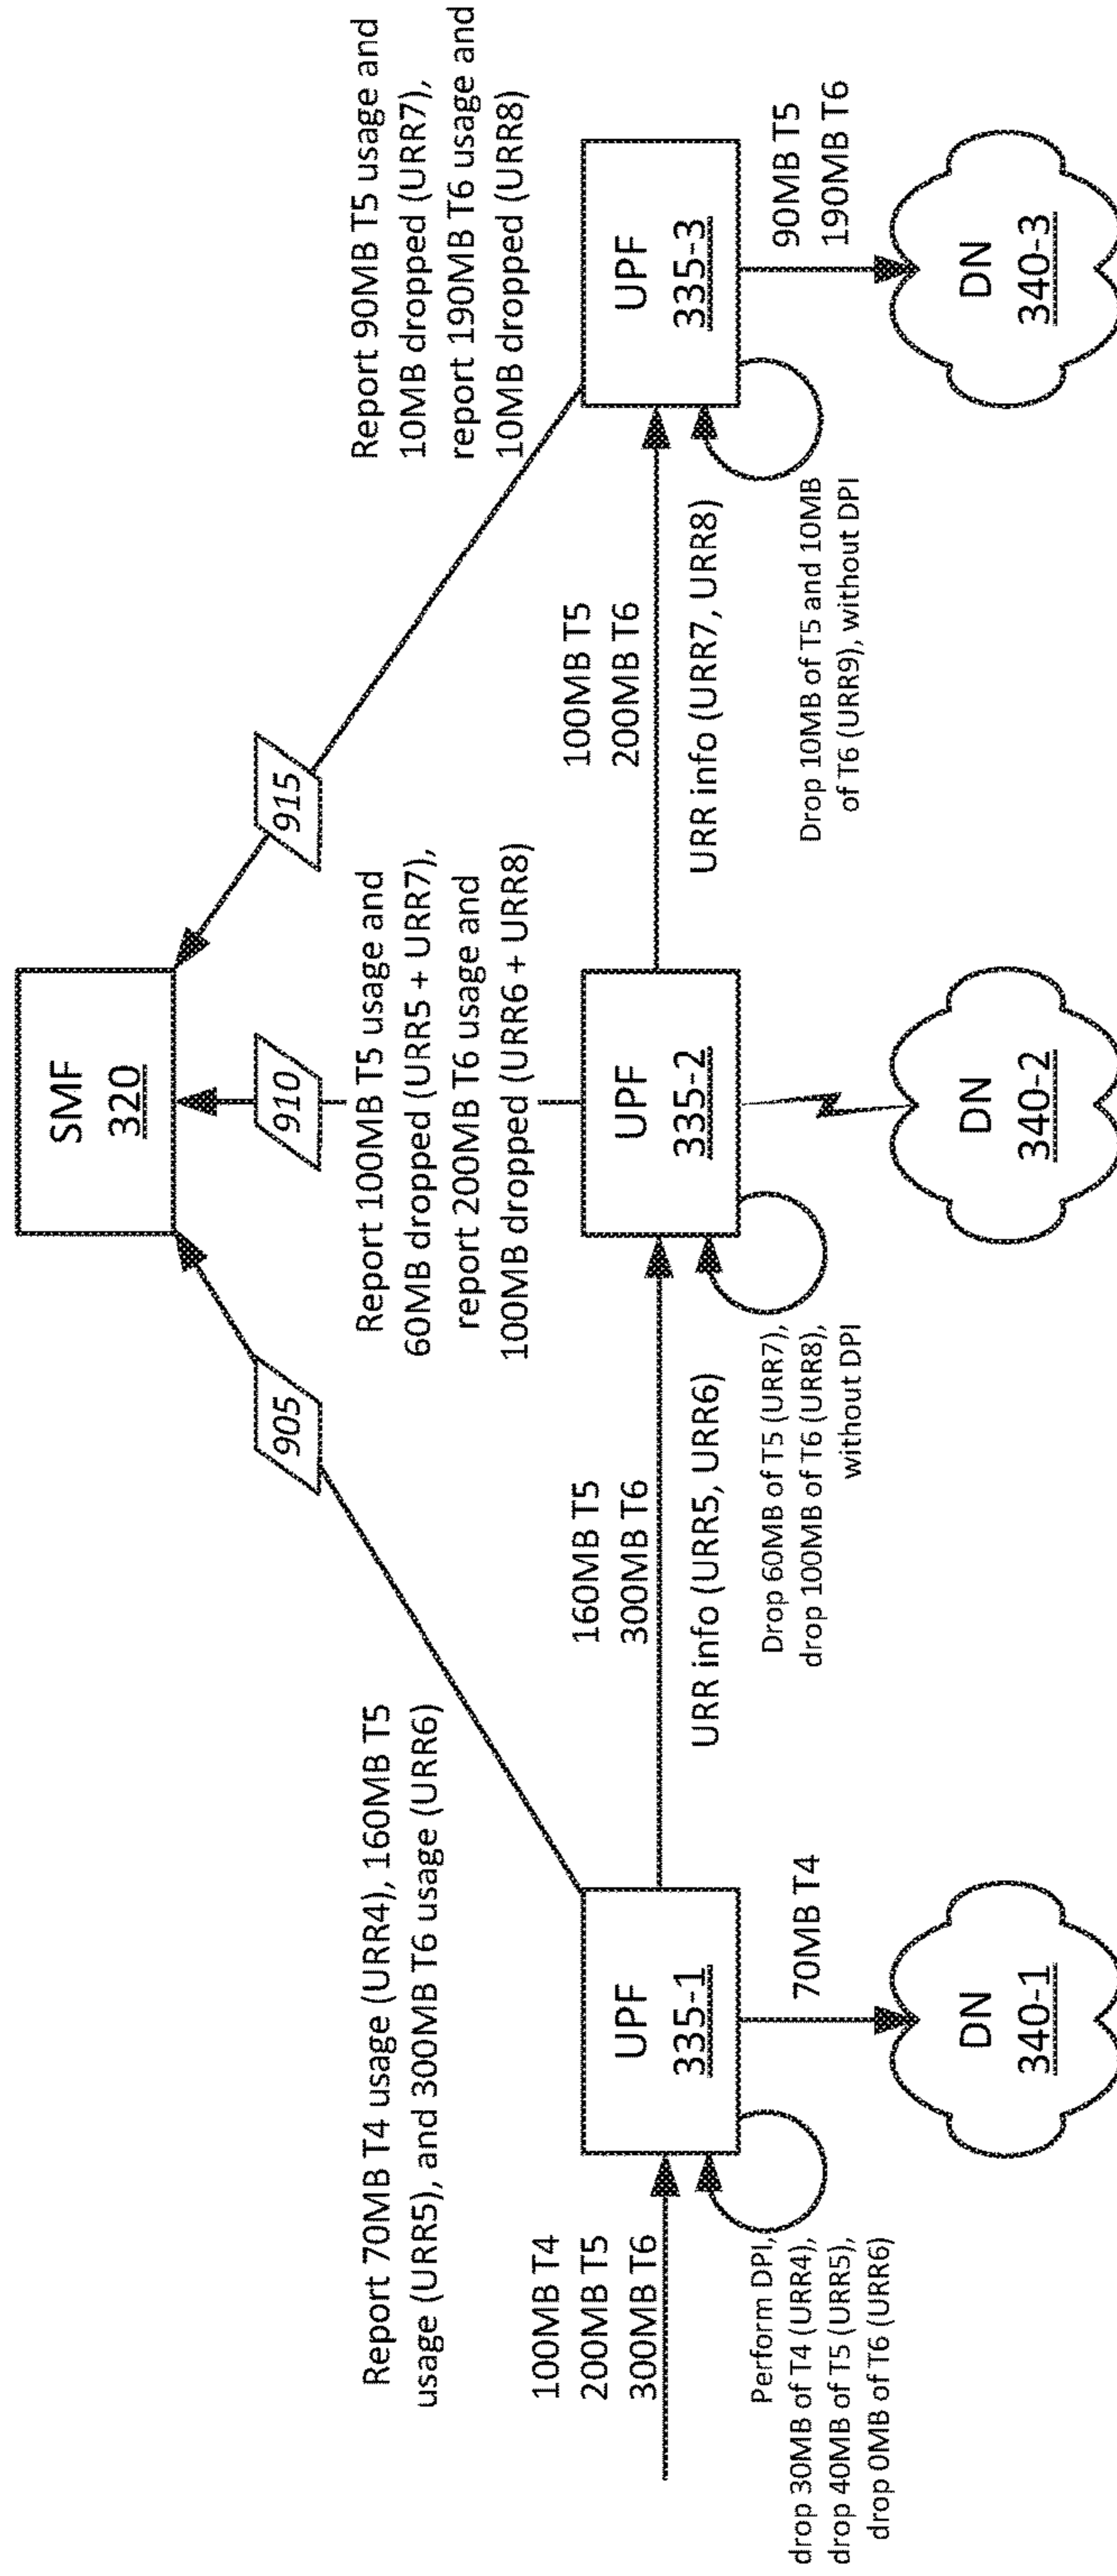 SMF
320
905
910
915
Report 70MB T4 usage (URR4), 160MB T5
usage (URR5), and 300MB T6 usage (URR6)
Report 100MB T5 usage and
60MB dropped (URR5 + URR7),
report 200MB T6 usage and
100MB dropped (URR6 + URR8)
Report 90MB T5 usage and
10MB dropped (URR7),
report 190MB T6 usage and
10MB dropped (URR8)
100MB T4
200MB T5
300MB T6
UPF
335-1
160MB T5
300MB T6
URR info (URR5, URR6)
UPF
335-2
100MB T5
200MB T6
URR info (URR7, URR8)
UPF
335-3
Perform DPI,
drop 30MB of T4 (URR4),
drop 40MB of T5 (URR5),
drop 0MB of T6 (URR6)
70MB T4
Drop 60MB of T5 (URR7),
drop 100MB of T6 (URR8),
without DPI
Drop 10MB of T5 and 10MB
of T6 (URR9), without DPI
90MB T5
190MB T6
DN
340-1
DN
340-2
DN
340-3